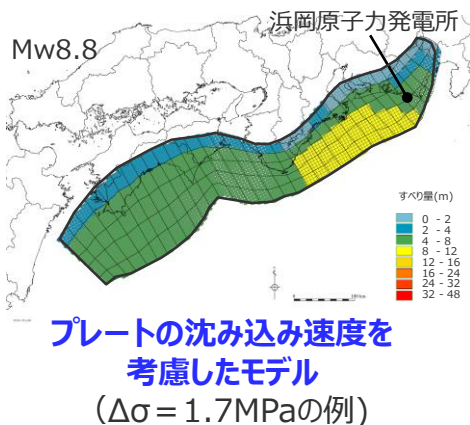 浜岡原子力発電所
Mw8.8
すべり量(m)
0 - 2
2 - 4
4 - 8
8 - 12
12 - 16
16 - 24
24 - 32
32 - 48
プレートの沈み込み速度を
考慮したモデル
(Δσ＝1.7MPaの例)